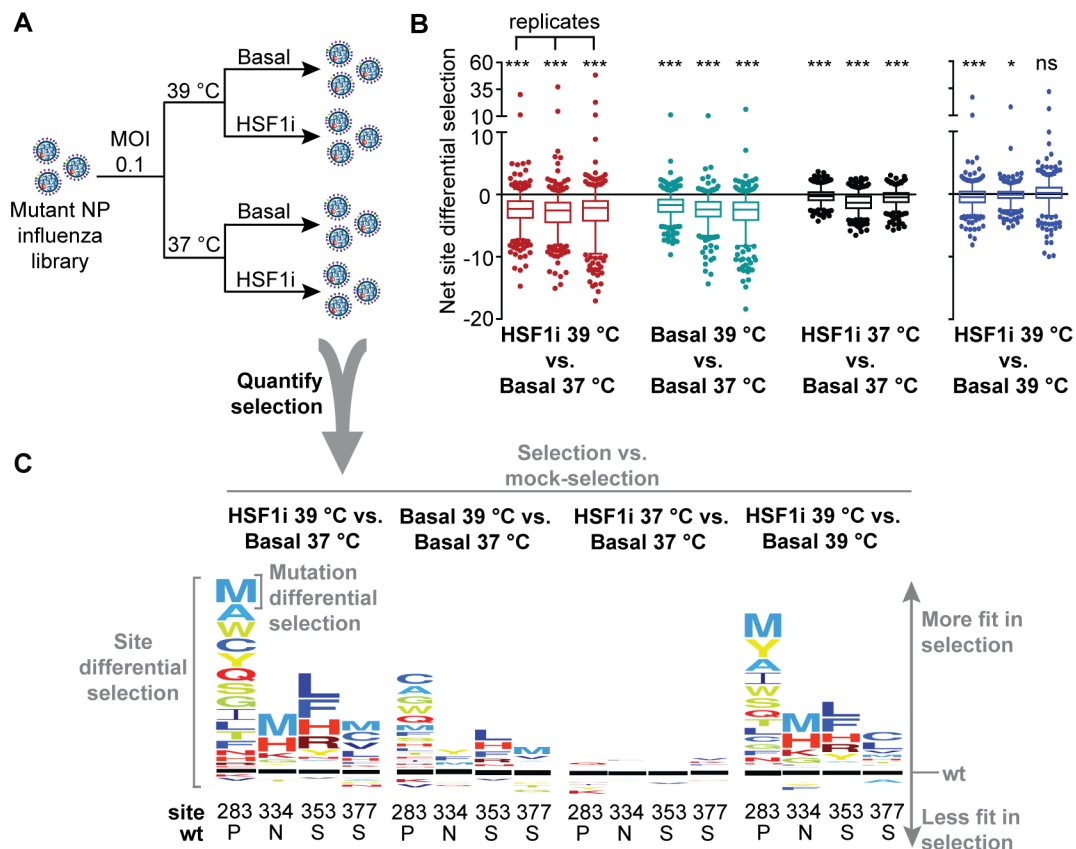 A
Basal
39 °C
HSF1i
MOI
0.1
Mutant NP
influenza
library
Basal
37 °C
HSF1i
Quantify
selection
B
replicates
*** *** *** *** *** *** *** *** *** *** * ns
Net site differential selection
60
35
10
10
0
-10
-20
HSF1i 39 °C
vs.
Basal 37 °C
Basal 39 °C
vs.
Basal 37 °C
HSF1i 37 °C
vs.
Basal 37 °C
HSF1i 39 °C
vs.
Basal 39 °C
C
Selection vs.
mock-selection
HSF1i 39 °C vs.
Basal 37 °C
Basal 39 °C vs.
Basal 37 °C
HSF1i 37 °C vs.
Basal 37 °C
HSF1i 39 °C vs.
Basal 39 °C
Mutation
differential
selection
Site
differential
selection
M
A
W
C
Y
Q
S
G
M
H
L
F
H
R
M
C
C
A
G
W
Q
M
L
H
M
M
Y
A
I
W
S
Q
M
H
L
F
H
R
C
More fit in
selection
wt
Less fit in
selection
site 283 334 353 377 283 334 353 377 283 334 353 377 283 334 353 377
wt P N S S P N S S P N S S P N S S